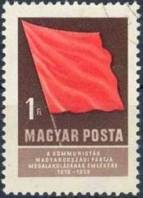 1 Ft
MAGYAR POSTA
A KOMMUNISTÁK
MAGYARORSZÁGI PÁRTJA
MEGALAKULÁSÁNAK EMLÉKÉRE
1918-1958